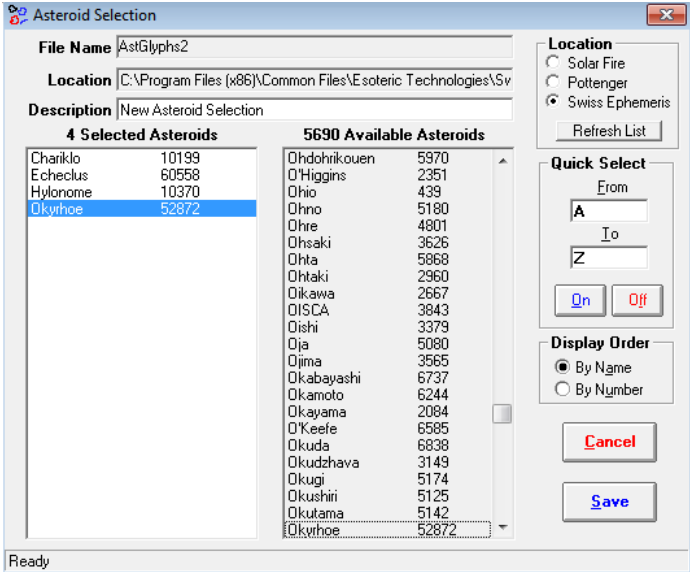 Asteroid Selection
File Name AstGlyphs2
Location C:\Program Files (x86)\Common Files\Esoteric Technologies\Sv
Description New Asteroid Selection
4 Selected Asteroids
Chariklo 10199
Echeclus 60558
Hylonome 10370
Okyrhoe 52872
5690 Available Asteroids
Ohdohrikouen 5970
O'Higgins 2351
Ohio 439
Ohno 5180
Ohre 4801
Ohsaki 3626
Ohta 5868
Ohtaki 2960
Oikawa 2667
OISCA 3843
Oishi 3379
Oja 5080
Ojima 3565
Okabayashi 6737
Okamoto 6244
Okayama 2084
O'Keefe 6585
Okuda 6838
Okudzhava 3149
Okugi 5174
Okushiri 5125
Okutama 5142
Okyrhoe 52872
Location
Solar Fire
Pottenger
Swiss Ephemeris
Refresh List
Quick Select
From
A
To
Z
On Off
Display Order
By Name
By Number
Cancel
Save
Ready